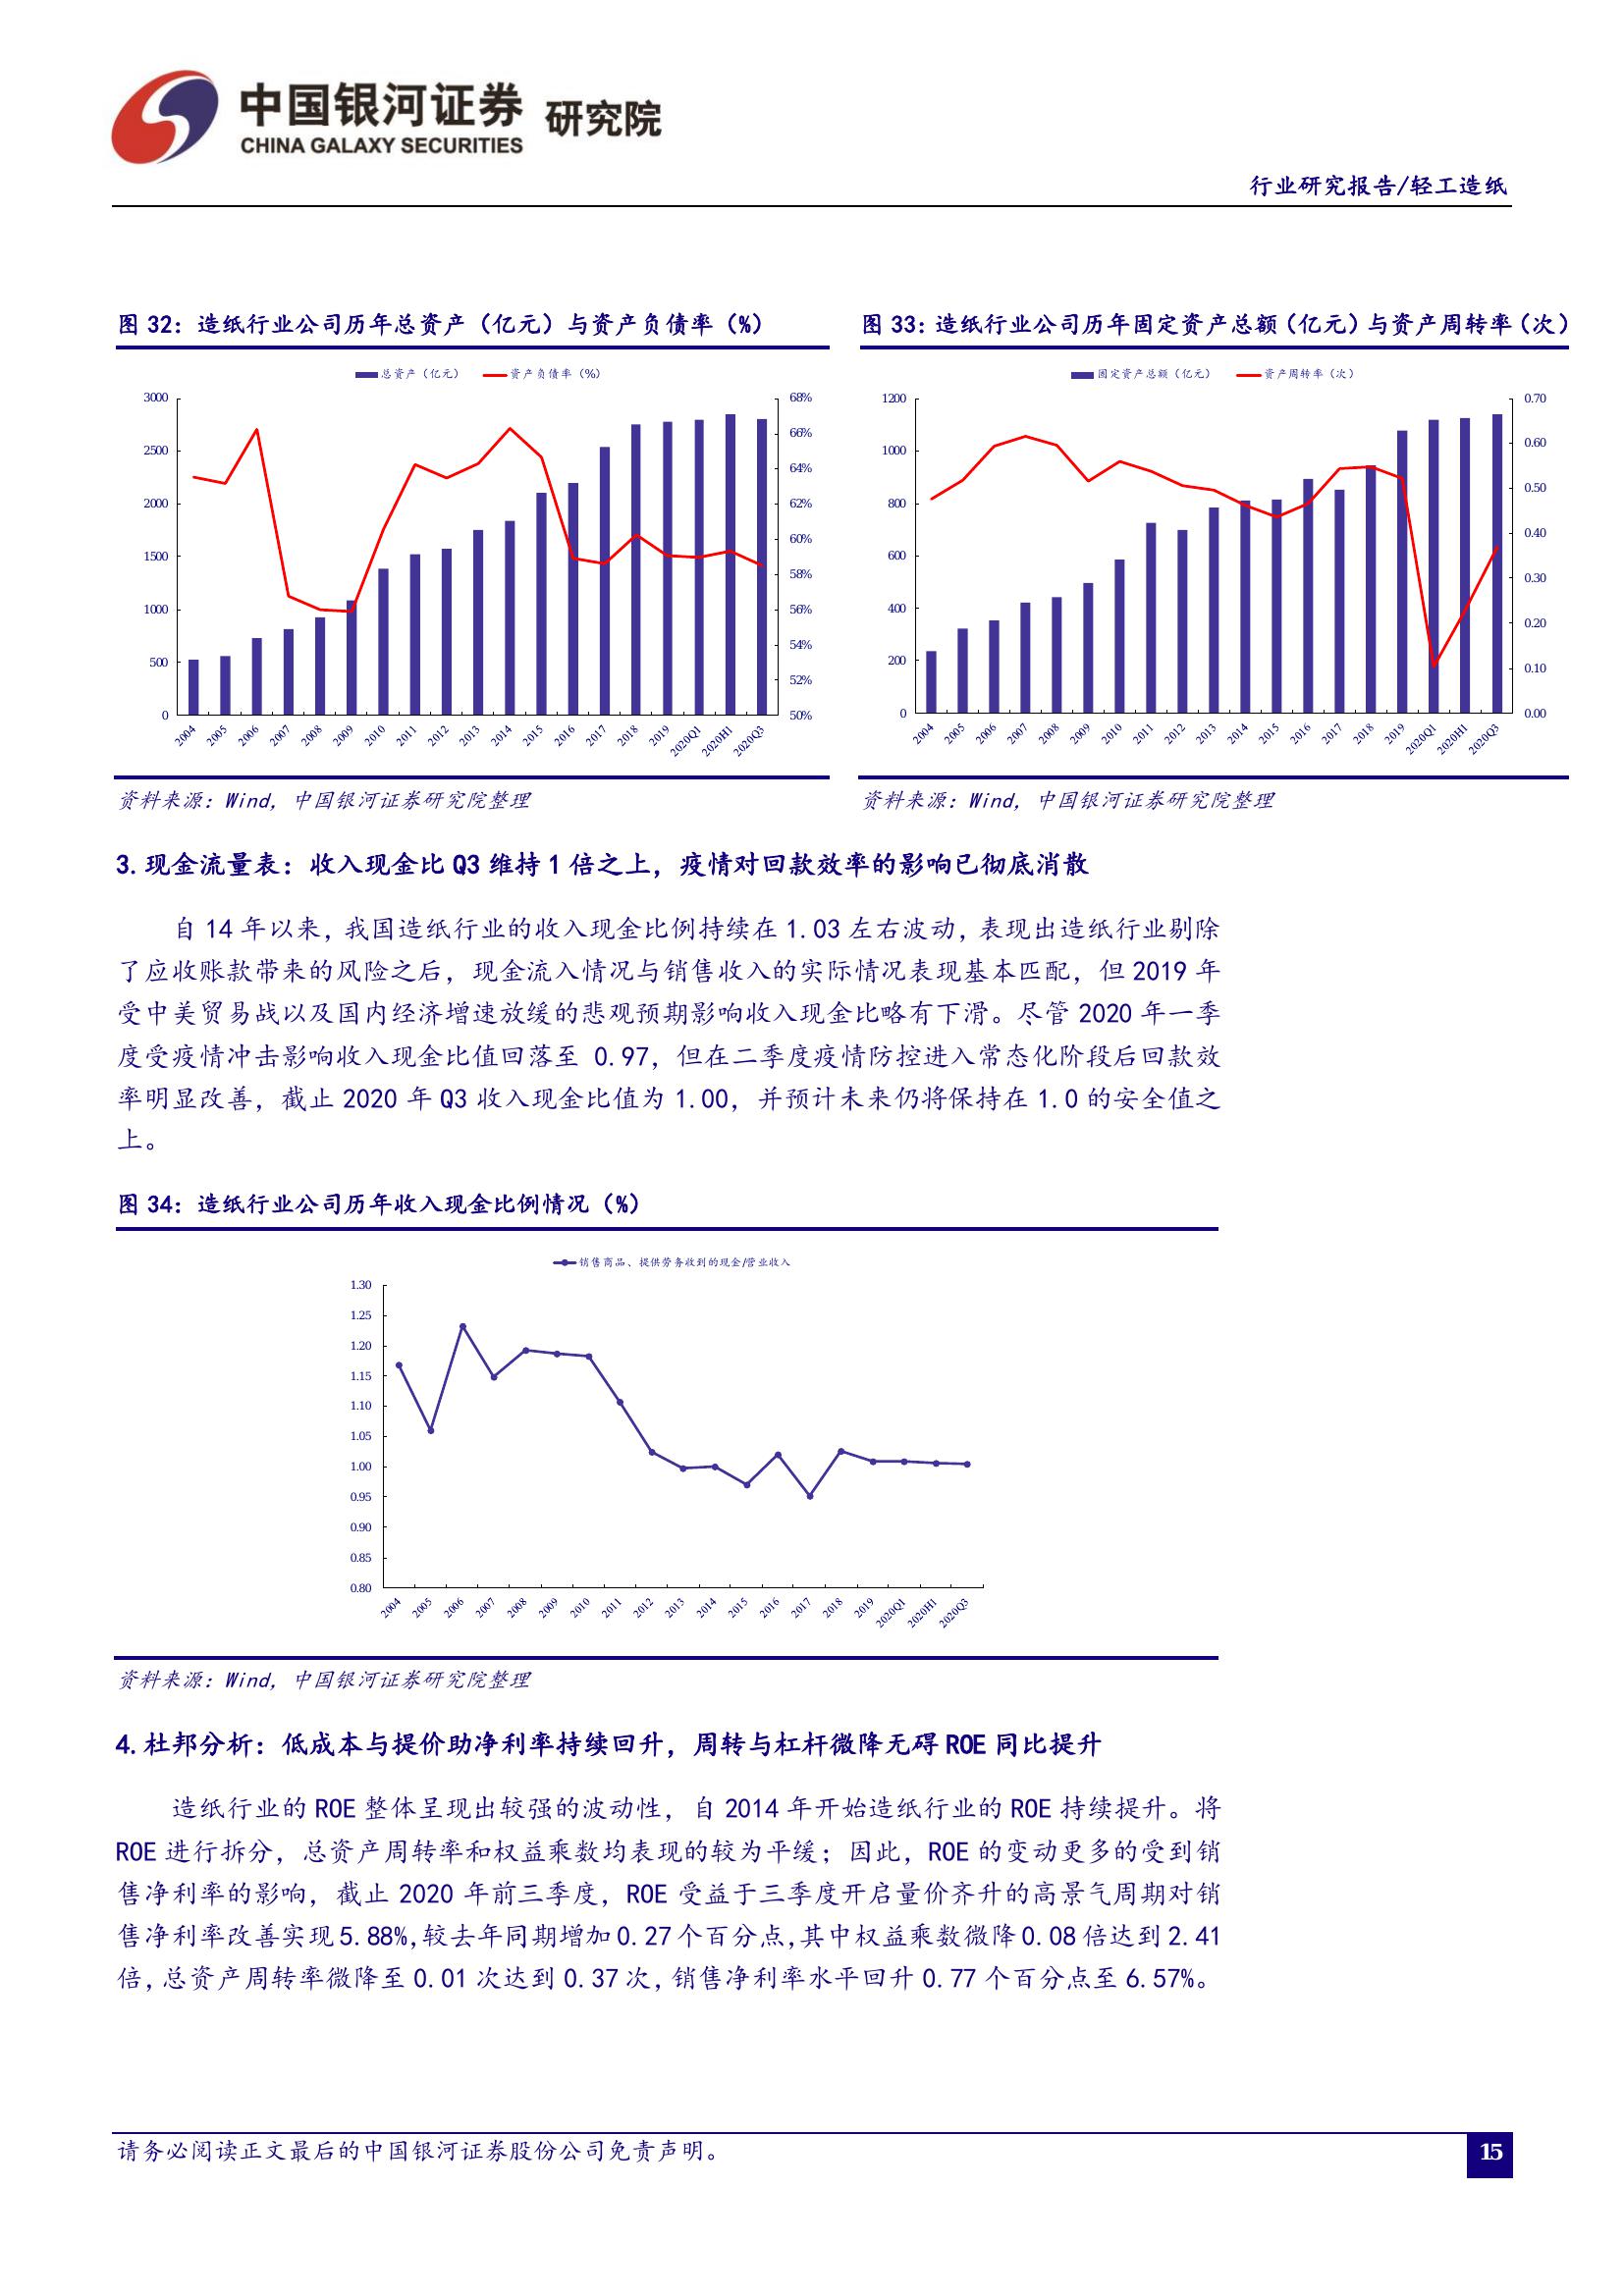 中国银河证券 研究院
CHINA GALAXY SECURITIES
行业研究报告/轻工造纸
图 32：造纸行业公司历年总资产（亿元）与资产负债率（%）
总资产（亿元） 资产负债率（%）
3000
2500
2000
1500
1000
500
0
68%
66%
64%
62%
60%
58%
56%
54%
52%
50%
2004 2005 2006 2007 2008 2009 2010 2011 2012 2013 2014 2015 2016 2017 2018 2019 2020Q1 2020H1 2020Q3
资料来源：Wind, 中国银河证券研究院整理
图 33：造纸行业公司历年固定资产总额（亿元）与资产周转率（次）
固定资产总额（亿元） 资产周转率（次）
1200
1000
800
600
400
200
0
0.70
0.60
0.50
0.40
0.30
0.20
0.10
0.00
2004 2005 2006 2007 2008 2009 2010 2011 2012 2013 2014 2015 2016 2017 2018 2019 2020Q1 2020H1 2020Q3
资料来源：Wind, 中国银河证券研究院整理
3.现金流量表：收入现金比 Q3 维持 1 倍之上，疫情对回款效率的影响已彻底消散
自 14 年以来，我国造纸行业的收入现金比例持续在 1.03 左右波动，表现出造纸行业剔除
了应收账款带来的风险之后，现金流入情况与销售收入的实际情况表现基本匹配，但 2019 年
受中美贸易战以及国内经济增速放缓的悲观预期影响收入现金比略有下滑。尽管 2020 年一季
度受疫情冲击影响收入现金比值回落至 0.97，但在二季度疫情防控进入常态化阶段后回款效
率明显改善，截止 2020 年 Q3 收入现金比值为 1.00，并预计未来仍将保持在 1.0 的安全值之
上。
图 34：造纸行业公司历年收入现金比例情况（%）
销售商品、提供劳务收到的现金/营业收入
1.30
1.25
1.20
1.15
1.10
1.05
1.00
0.95
0.90
0.85
0.80
2004 2005 2006 2007 2008 2009 2010 2011 2012 2013 2014 2015 2016 2017 2018 2019 2020Q1 2020H1 2020Q3
资料来源：Wind, 中国银河证券研究院整理
4.杜邦分析：低成本与提价助净利率持续回升，周转与杠杆微降无碍 ROE 同比提升
造纸行业的 ROE 整体呈现出较强的波动性，自 2014 年开始造纸行业的 ROE 持续提升。将
ROE 进行拆分，总资产周转率和权益乘数均表现的较为平缓；因此，ROE 的变动更多的受到销
售净利率的影响，截止 2020 年前三季度，ROE 受益于三季度开启量价齐升的高景气周期对销
售净利率改善实现 5.88%,较去年同期增加 0.27 个百分点,其中权益乘数微降 0.08 倍达到 2.41
倍,总资产周转率微降至 0.01 次达到 0.37 次,销售净利率水平回升 0.77 个百分点至 6.57%。
请务必阅读正文最后的中国银河证券股份公司免责声明。
15